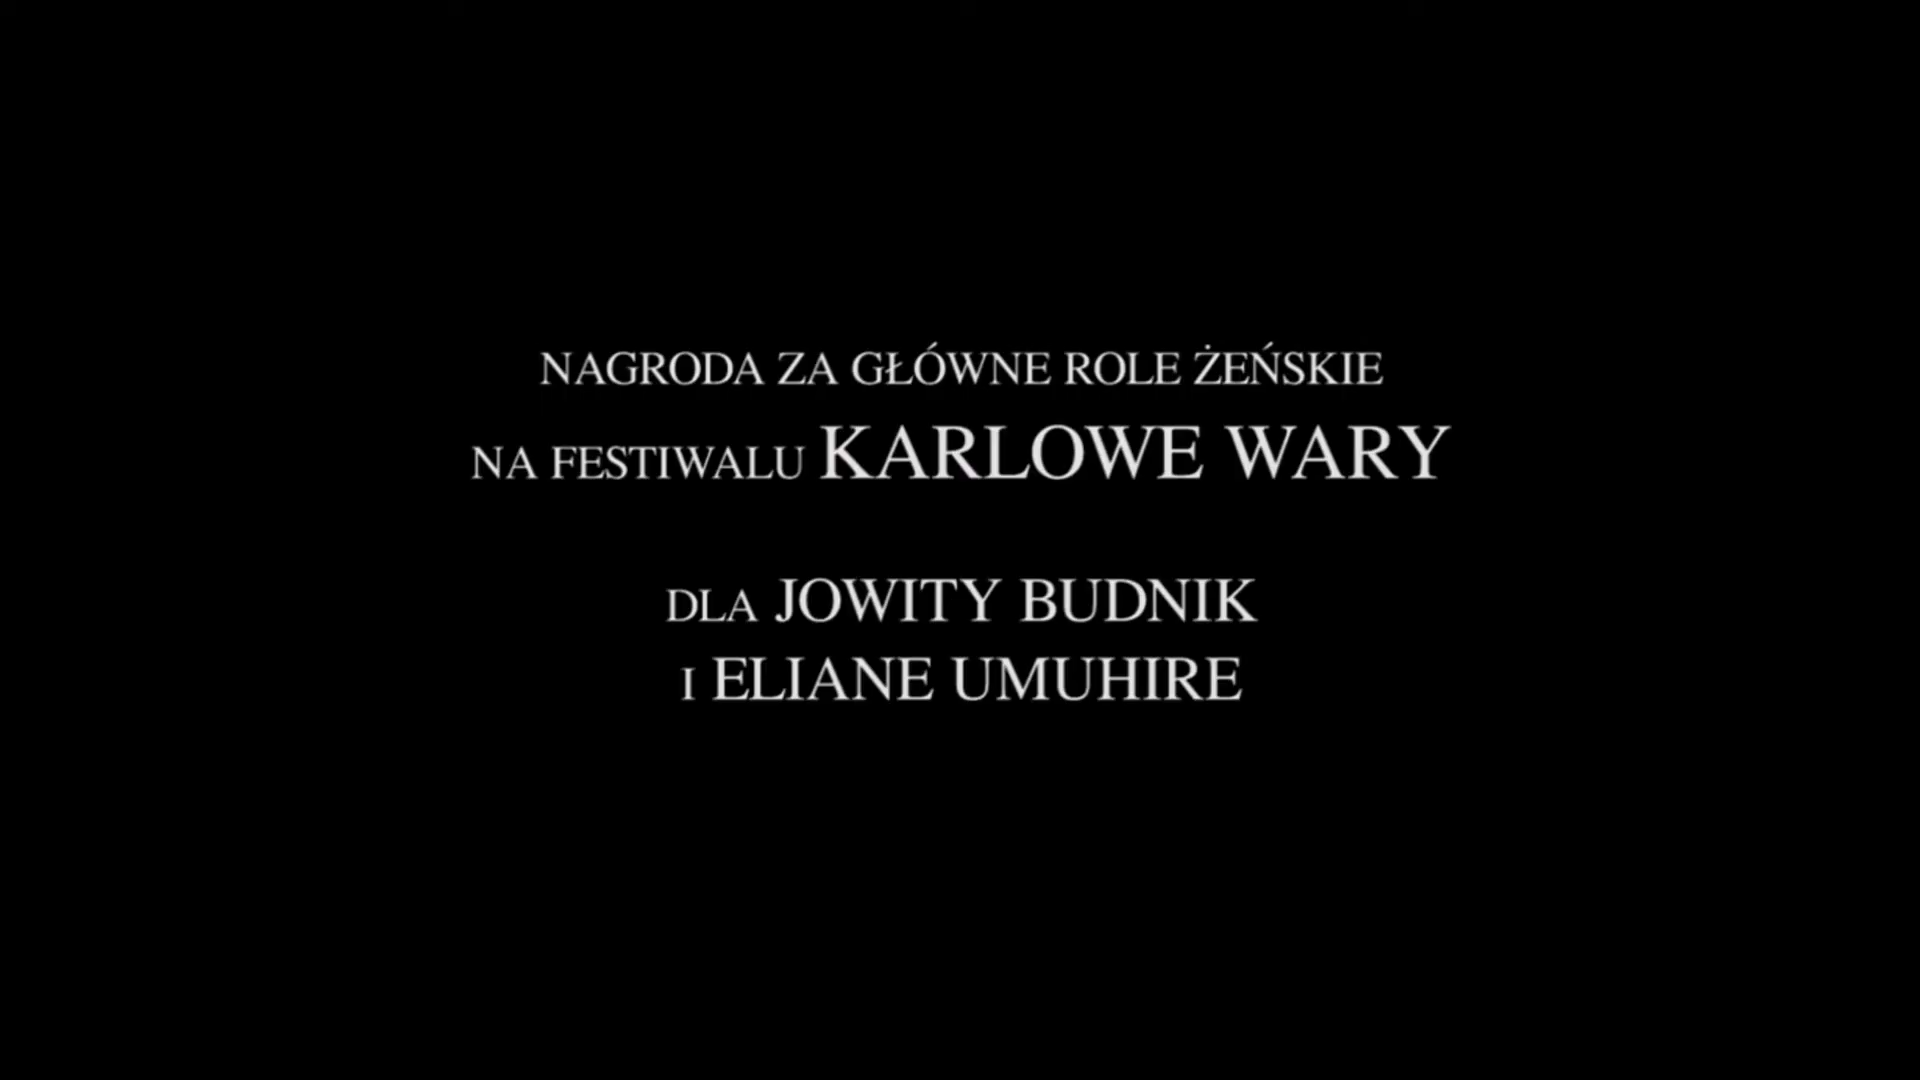 NAGRODA ZA GŁÓWNE ROLE ŻEŃSKIE
NA FESTIWALU KARLOWE WARY
DLA JOWITY BUDNIK
I ELIANE UMUHIRE